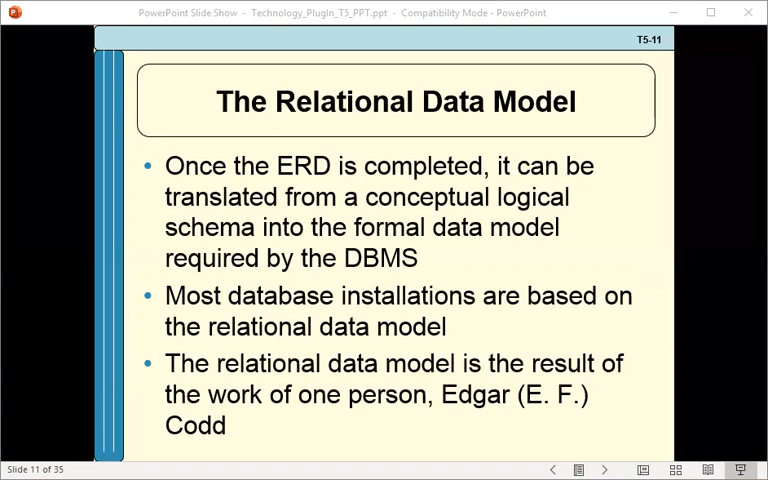 PowerPoint Slide Show - Technology_PlugIn_T5_PPT.ppt - Compatibility Mode - PowerPoint
T5-11
The Relational Data Model
• Once the ERD is completed, it can be
translated from a conceptual logical
schema into the formal data model
required by the DBMS
• Most database installations are based on
the relational data model
• The relational data model is the result of
the work of one person, Edgar (E. F.)
Codd
Slide 11 of 35